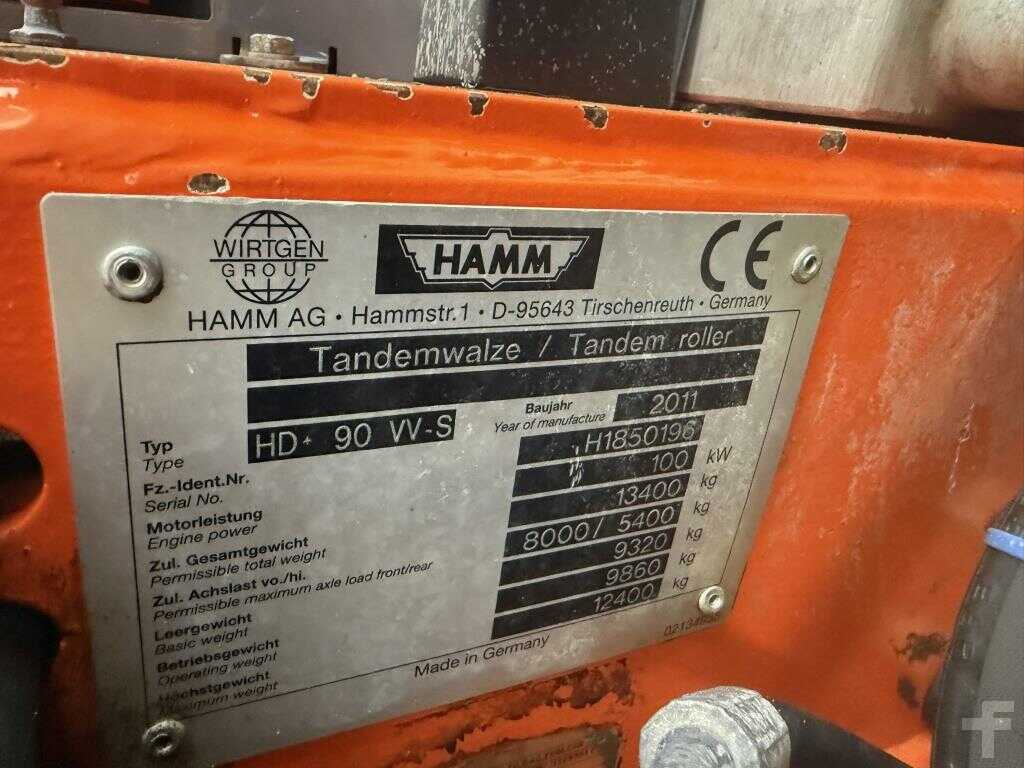 WIRTGEN
GROUP
HAMM
CE
HAMM AG · Hammstr.1 · D-95643 Tirschenreuth · Germany
Tandemwalze / Tandem roller
Typ
Type
HD+ 90 VV-S
Baujahr
Year of manufacture
2011
Fz.-Ident.Nr.
Serial No.
H1850196
Motorleistung
Engine power
100 kW
Zul. Gesamtgewicht
Permissible total weight
13400 kg
Zul. Achslast vo./hi.
Permissible maximum axle load front/rear
8000/ 5400 kg
Leergewicht
Basic weight
9320 kg
Betriebsgewicht
Operating weight
9860 kg
Höchstgewicht
Maximum weight
12400 kg
Made in Germany